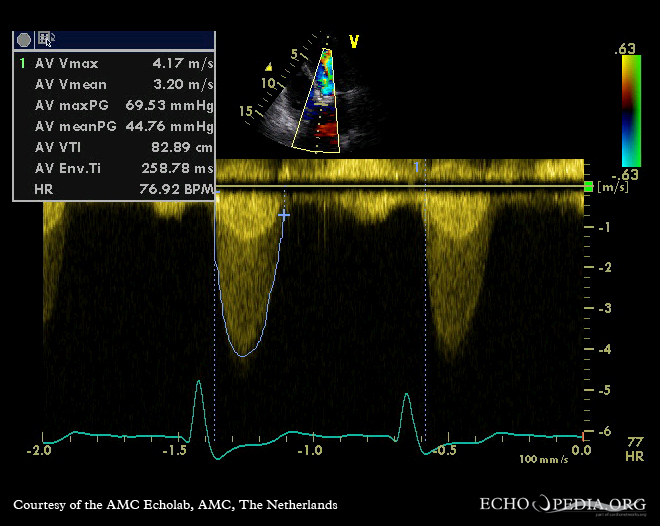 1 AV Vmax 4.17 m/s
AV Vmean 3.20 m/s
AV maxPG 69.53 mmHg
AV meanPG 44.76 mmHg
AV VTI 82.89 cm
AV Env.Ti 258.78 ms
HR 76.92 BPM
V
5
10
15
.63
-.63
1
[m/s]
-1
-2
-3
-4
-5
-6
-2.0 -1.5 -1.0 -0.5 0.0
77
HR
100 mm/s
Courtesy of the AMC Echolab, AMC, The Netherlands
ECHOPEDIA.ORG